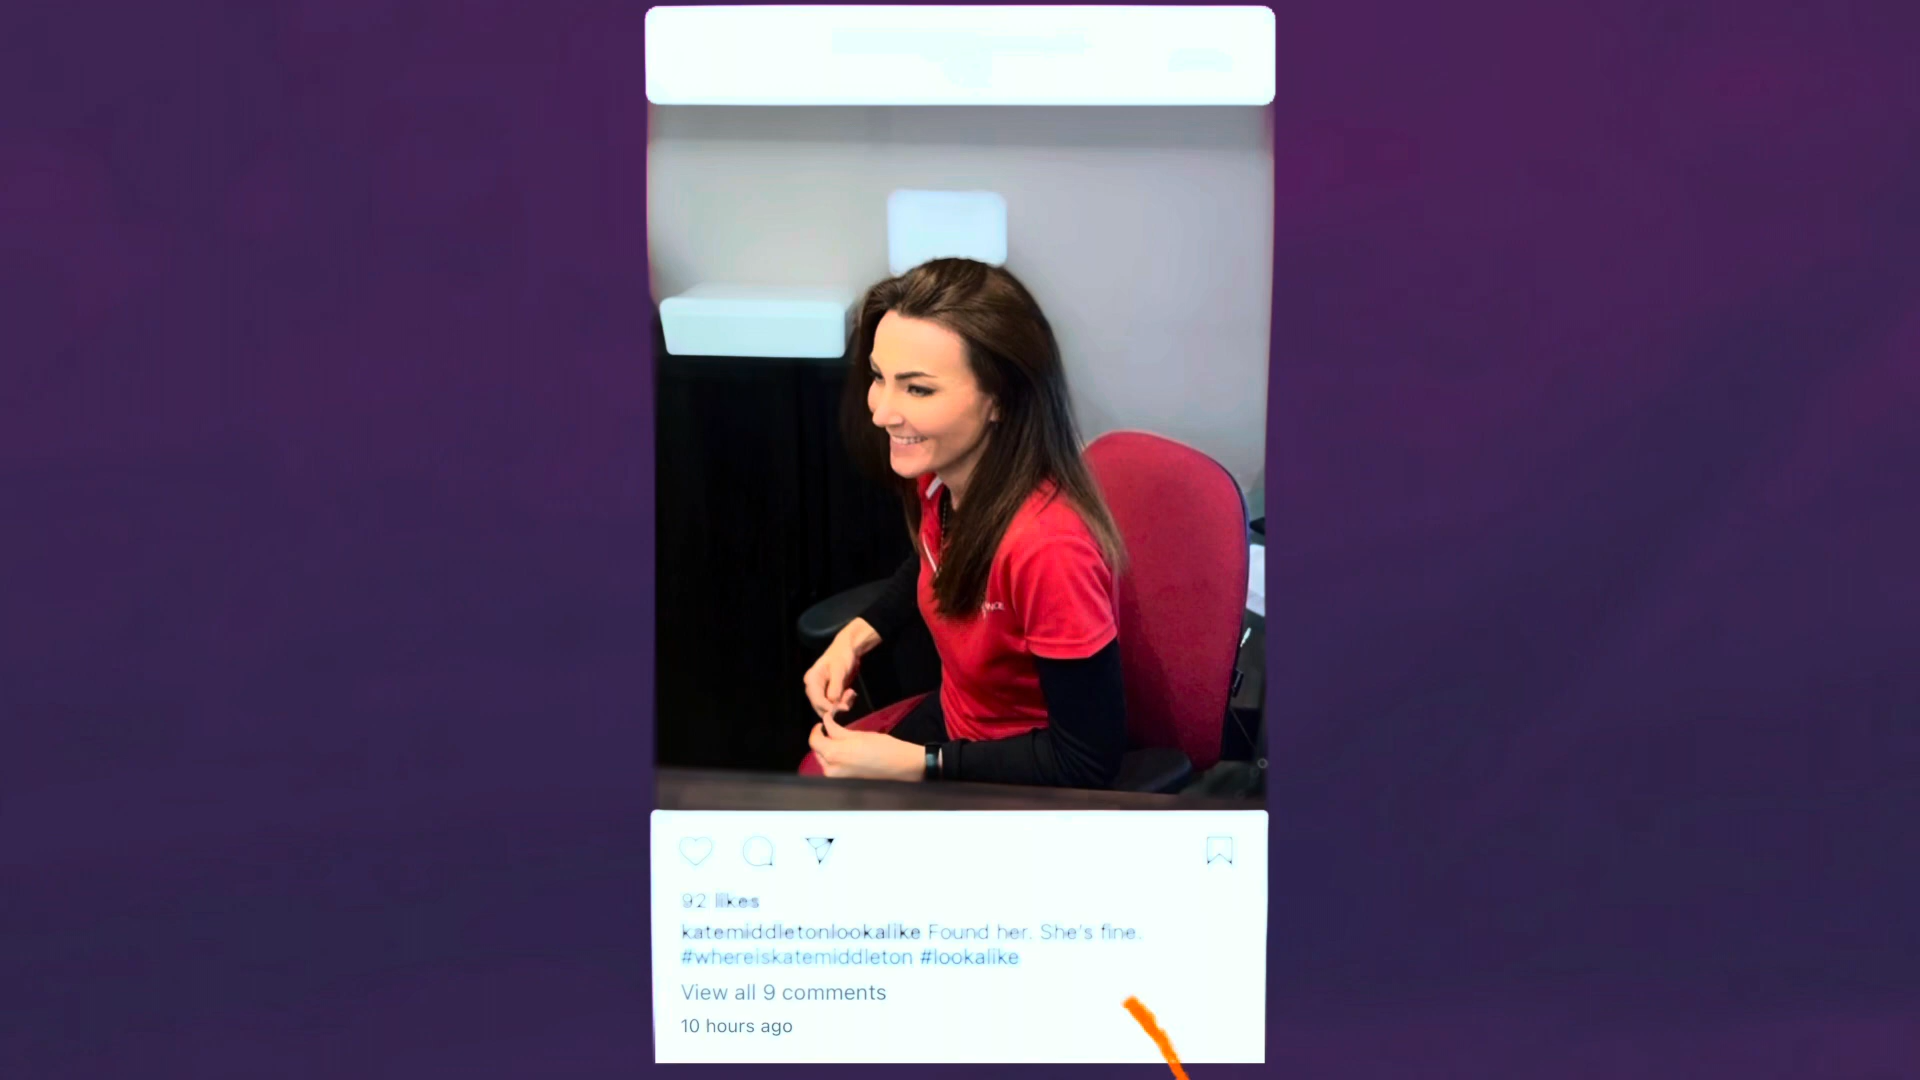 92 likes
katemiddletonlookalike Found her. She's fine.
#whereiskatemiddleton #lookalike
View all 9 comments
10 hours ago